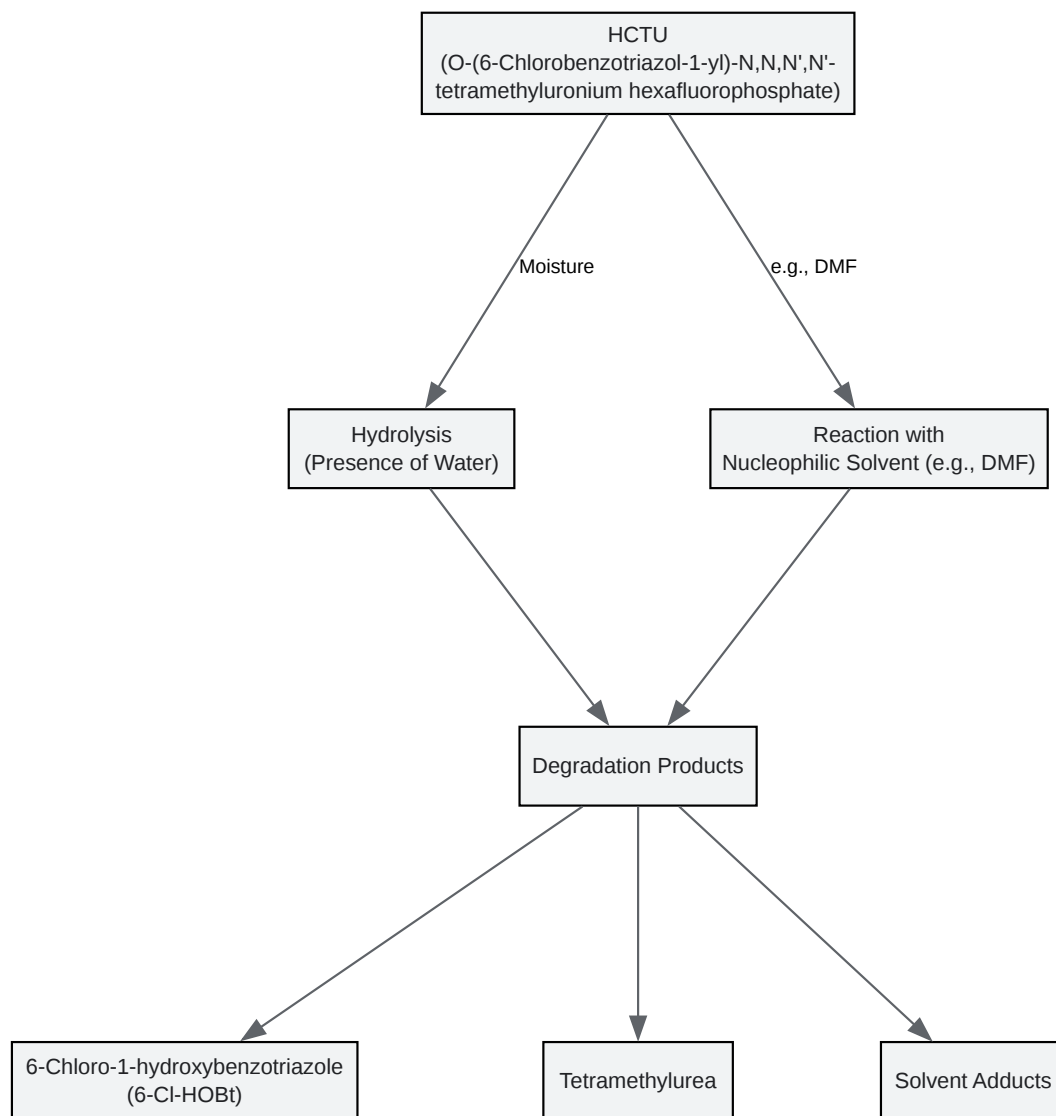 HCTU
(O-(6-Chlorobenzotriazol-1-yl)-N,N,N',N'-
tetramethyluronium hexafluorophosphate)
Moisture
e.g., DMF
Hydrolysis
(Presence of Water)
Reaction with
Nucleophilic Solvent (e.g., DMF)
Degradation Products
6-Chloro-1-hydroxybenzotriazole
(6-Cl-HOBt)
Tetramethylurea
Solvent Adducts